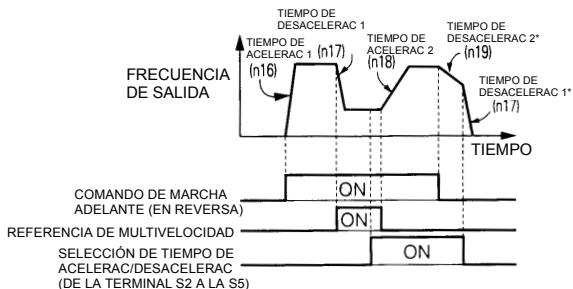 TIEMPO DE
DESACELERAC 1
(n17)
TIEMPO DE
ACELERAC 1
(n16)
TIEMPO DE
ACELERAC 2
(n18)
TIEMPO DE
DESACELERAC 2*
(n19)
TIEMPO DE
DESACELERAC 1*
(n17)
FRECUENCIA
DE SALIDA
TIEMPO
COMANDO DE MARCHA
ADELANTE (EN REVERSA)
ON
REFERENCIA DE MULTIVELOCIDAD
ON
SELECCIÓN DE TIEMPO DE
ACELERAC/DESACELERAC
(DE LA TERMINAL S2 A LA S5)
ON